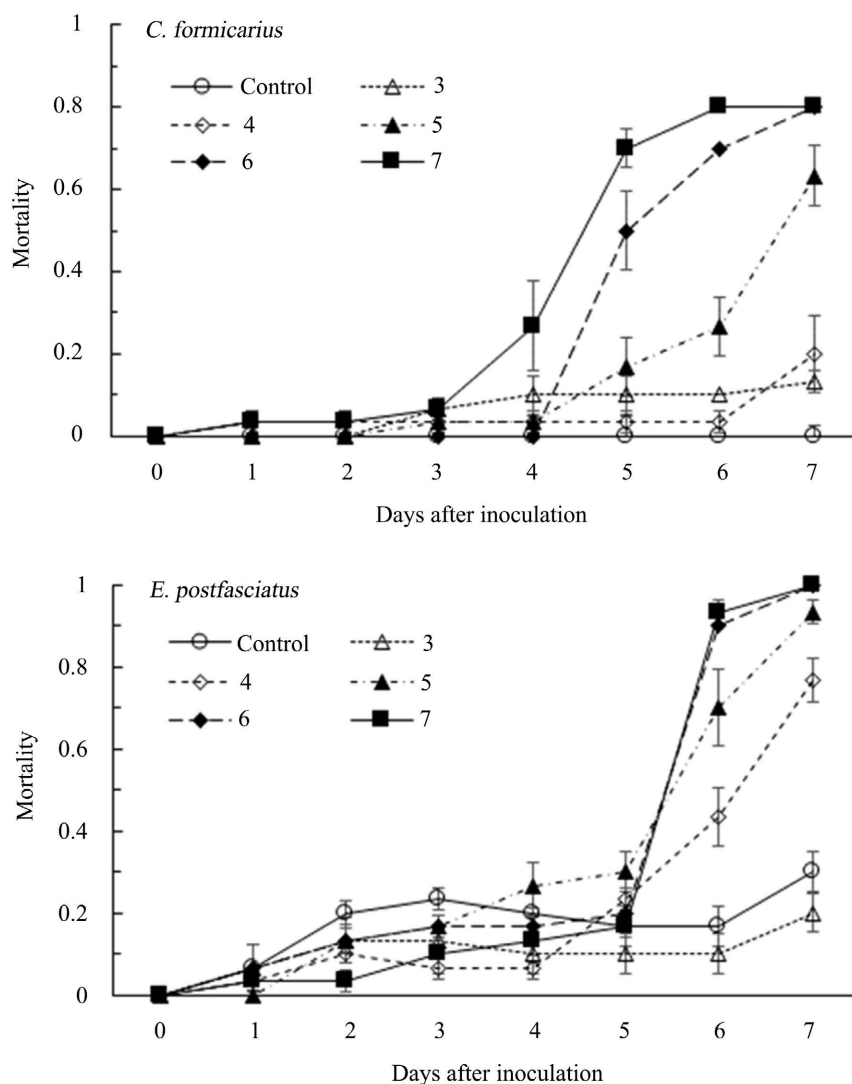 1
C. formicarius
Control
3
4
5
0.8
6
7
0.6
Mortality
0.4
0.2
0
0 1 2 3 4 5 6 7
Days after inoculation
1
E. postfasciatus
Control
3
4
5
0.8
6
7
0.6
Mortality
0.4
0.2
0
0 1 2 3 4 5 6 7
Days after inoculation